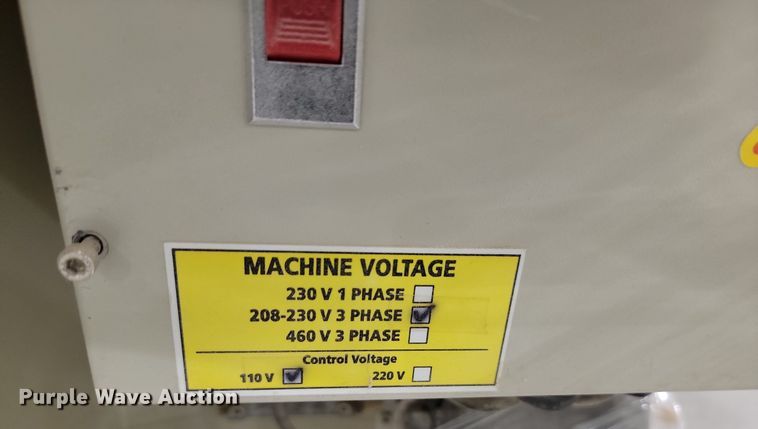 PUSH
MACHINE VOLTAGE
230 V 1 PHASE
208-230 V 3 PHASE
460 V 3 PHASE
Control Voltage
110 V 220 V
Purple Wave Auction